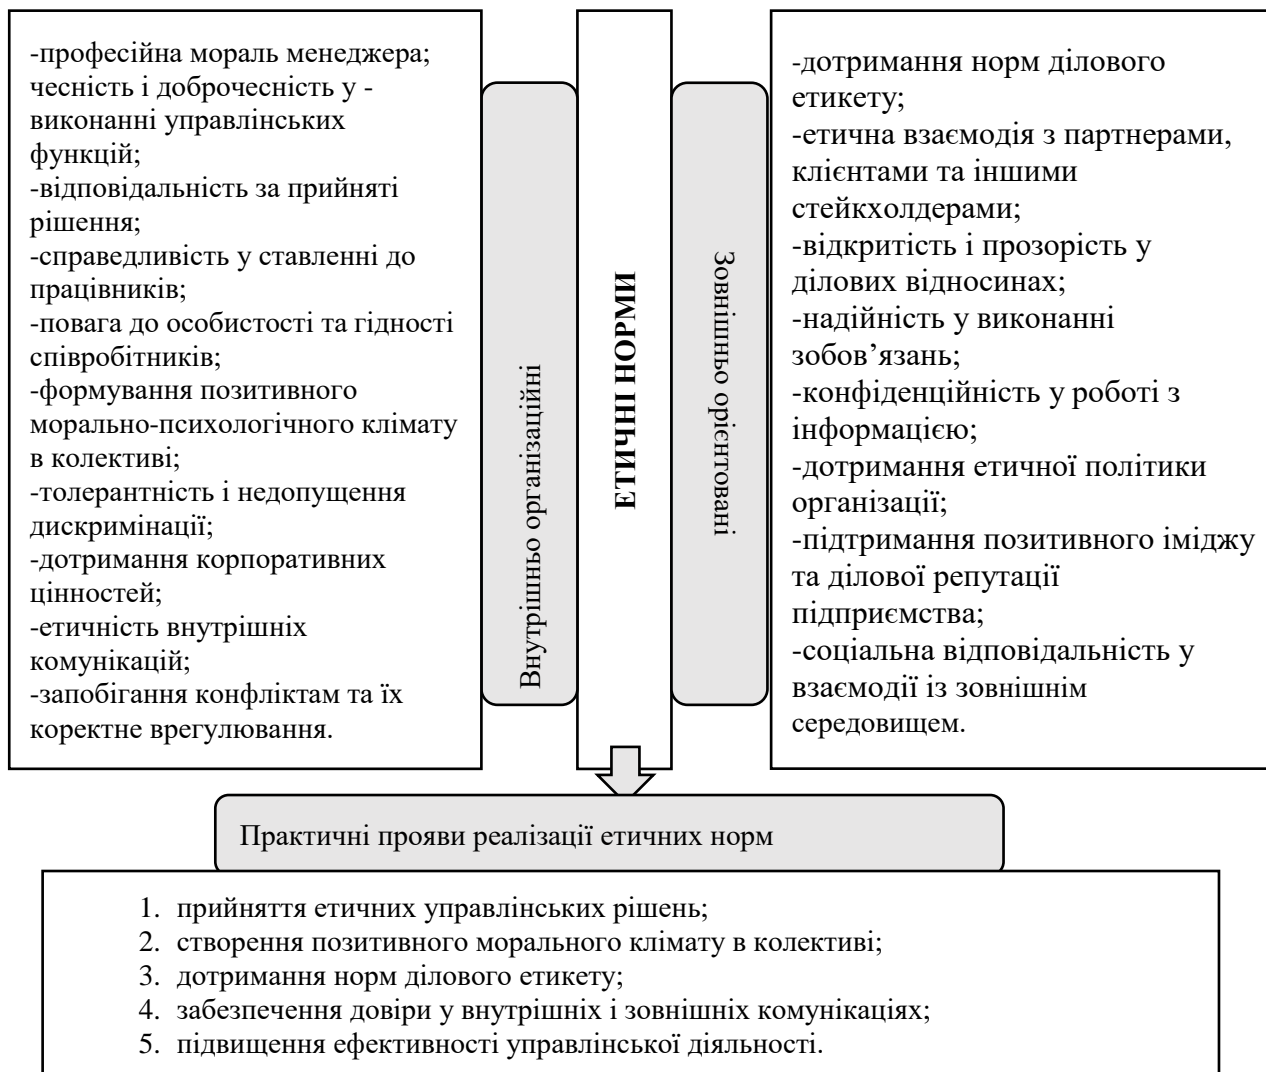 -професійна мораль менеджера;
чесність і доброчесність у -
виконанні управлінських
функцій;
-відповідальність за прийняті
рішення;
-справедливість у ставленні до
працівників;
-повага до особистості та гідності
співробітників;
-формування позитивного
морально-психологічного клімату
в колективі;
-толерантність і недопущення
дискримінації;
-дотримання корпоративних
цінностей;
-етичність внутрішніх
комунікацій;
-запобігання конфліктам та їх
коректне врегулювання.
Внутрішньо організаційні
ЕТИЧНІ НОРМИ
Зовнішньо орієнтовані
-дотримання норм ділового
етикету;
-етична взаємодія з партнерами,
клієнтами та іншими
стейкхолдерами;
-відкритість і прозорість у
ділових відносинах;
-надійність у виконанні
зобов’язань;
-конфіденційність у роботі з
інформацією;
-дотримання етичної політики
організації;
-підтримання позитивного іміджу
та ділової репутації
підприємства;
-соціальна відповідальність у
взаємодії із зовнішнім
середовищем.
Практичні прояви реалізації етичних норм
1. прийняття етичних управлінських рішень;
2. створення позитивного морального клімату в колективі;
3. дотримання норм ділового етикету;
4. забезпечення довіри у внутрішніх і зовнішніх комунікаціях;
5. підвищення ефективності управлінської діяльності.